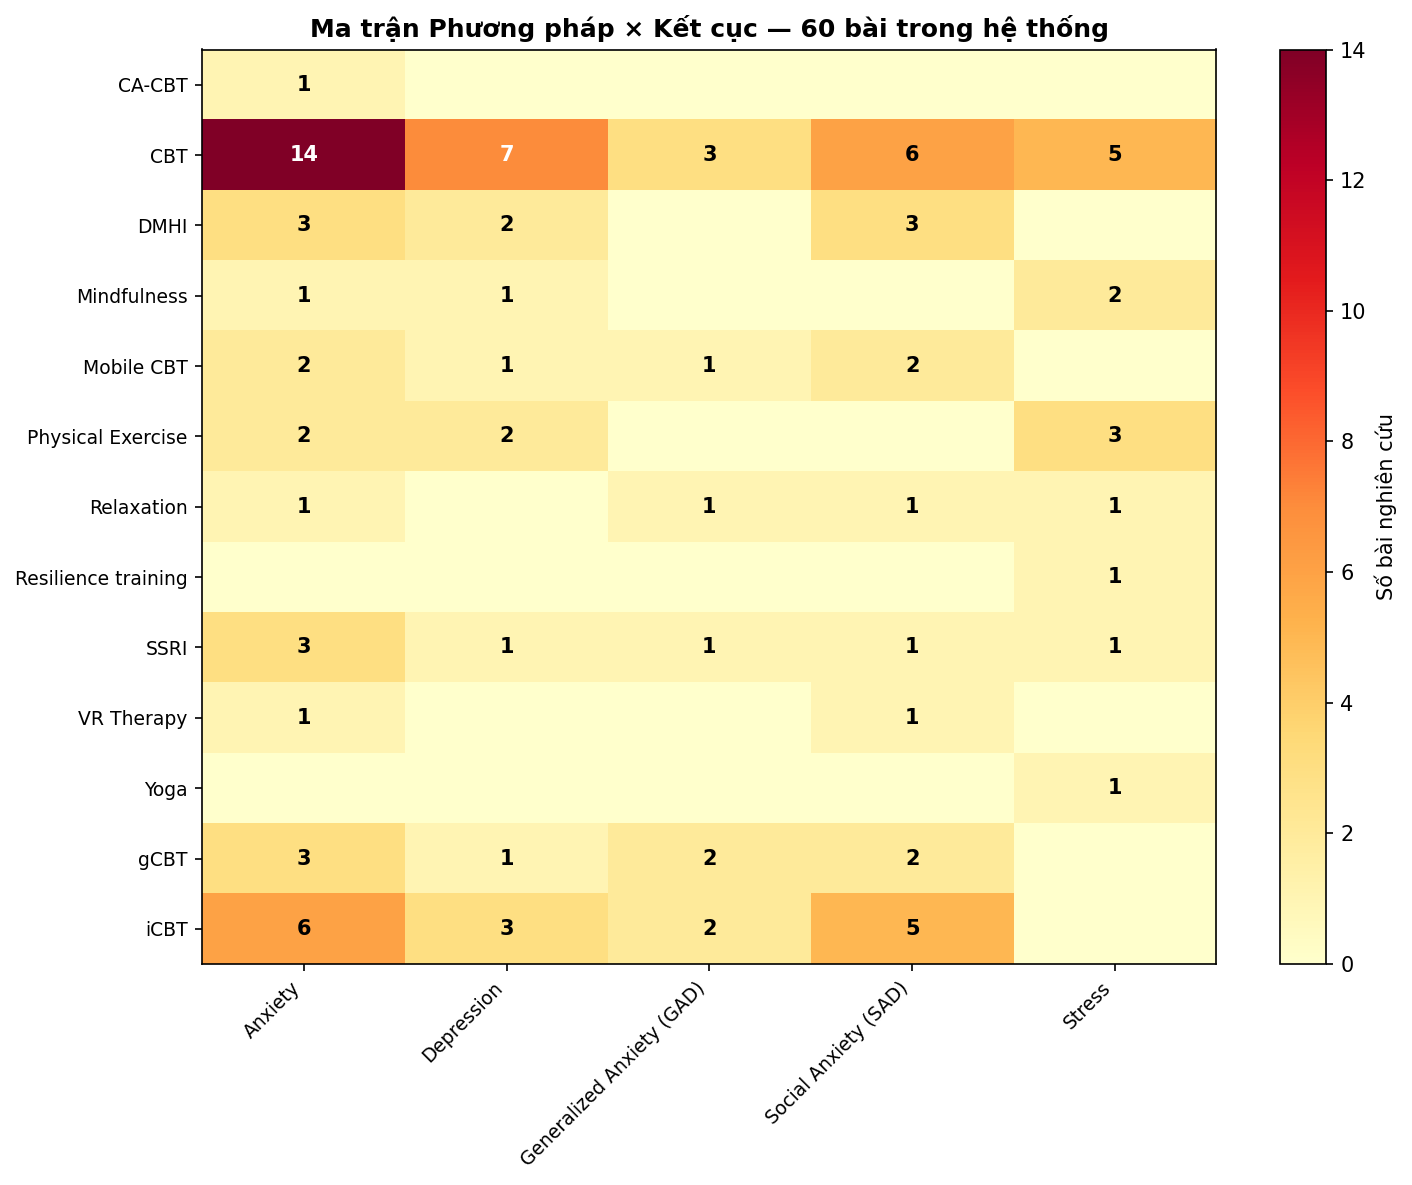 Ma trận Phương pháp × Kết cục — 60 bài trong hệ thống
CA-CBT 1
CBT 14 7 3 6 5
DMHI 3 2 3
Mindfulness 1 1 2
Mobile CBT 2 1 1 2
Physical Exercise 2 2 3
Relaxation 1 1 1 1
Resilience training 1
SSRI 3 1 1 1 1
VR Therapy 1 1
Yoga 1
gCBT 3 1 2 2
iCBT 6 3 2 5
Anxiety
Depression
Generalized Anxiety (GAD)
Social Anxiety (SAD)
Stress
14
12
10
8
6
4
2
0
Số bài nghiên cứu